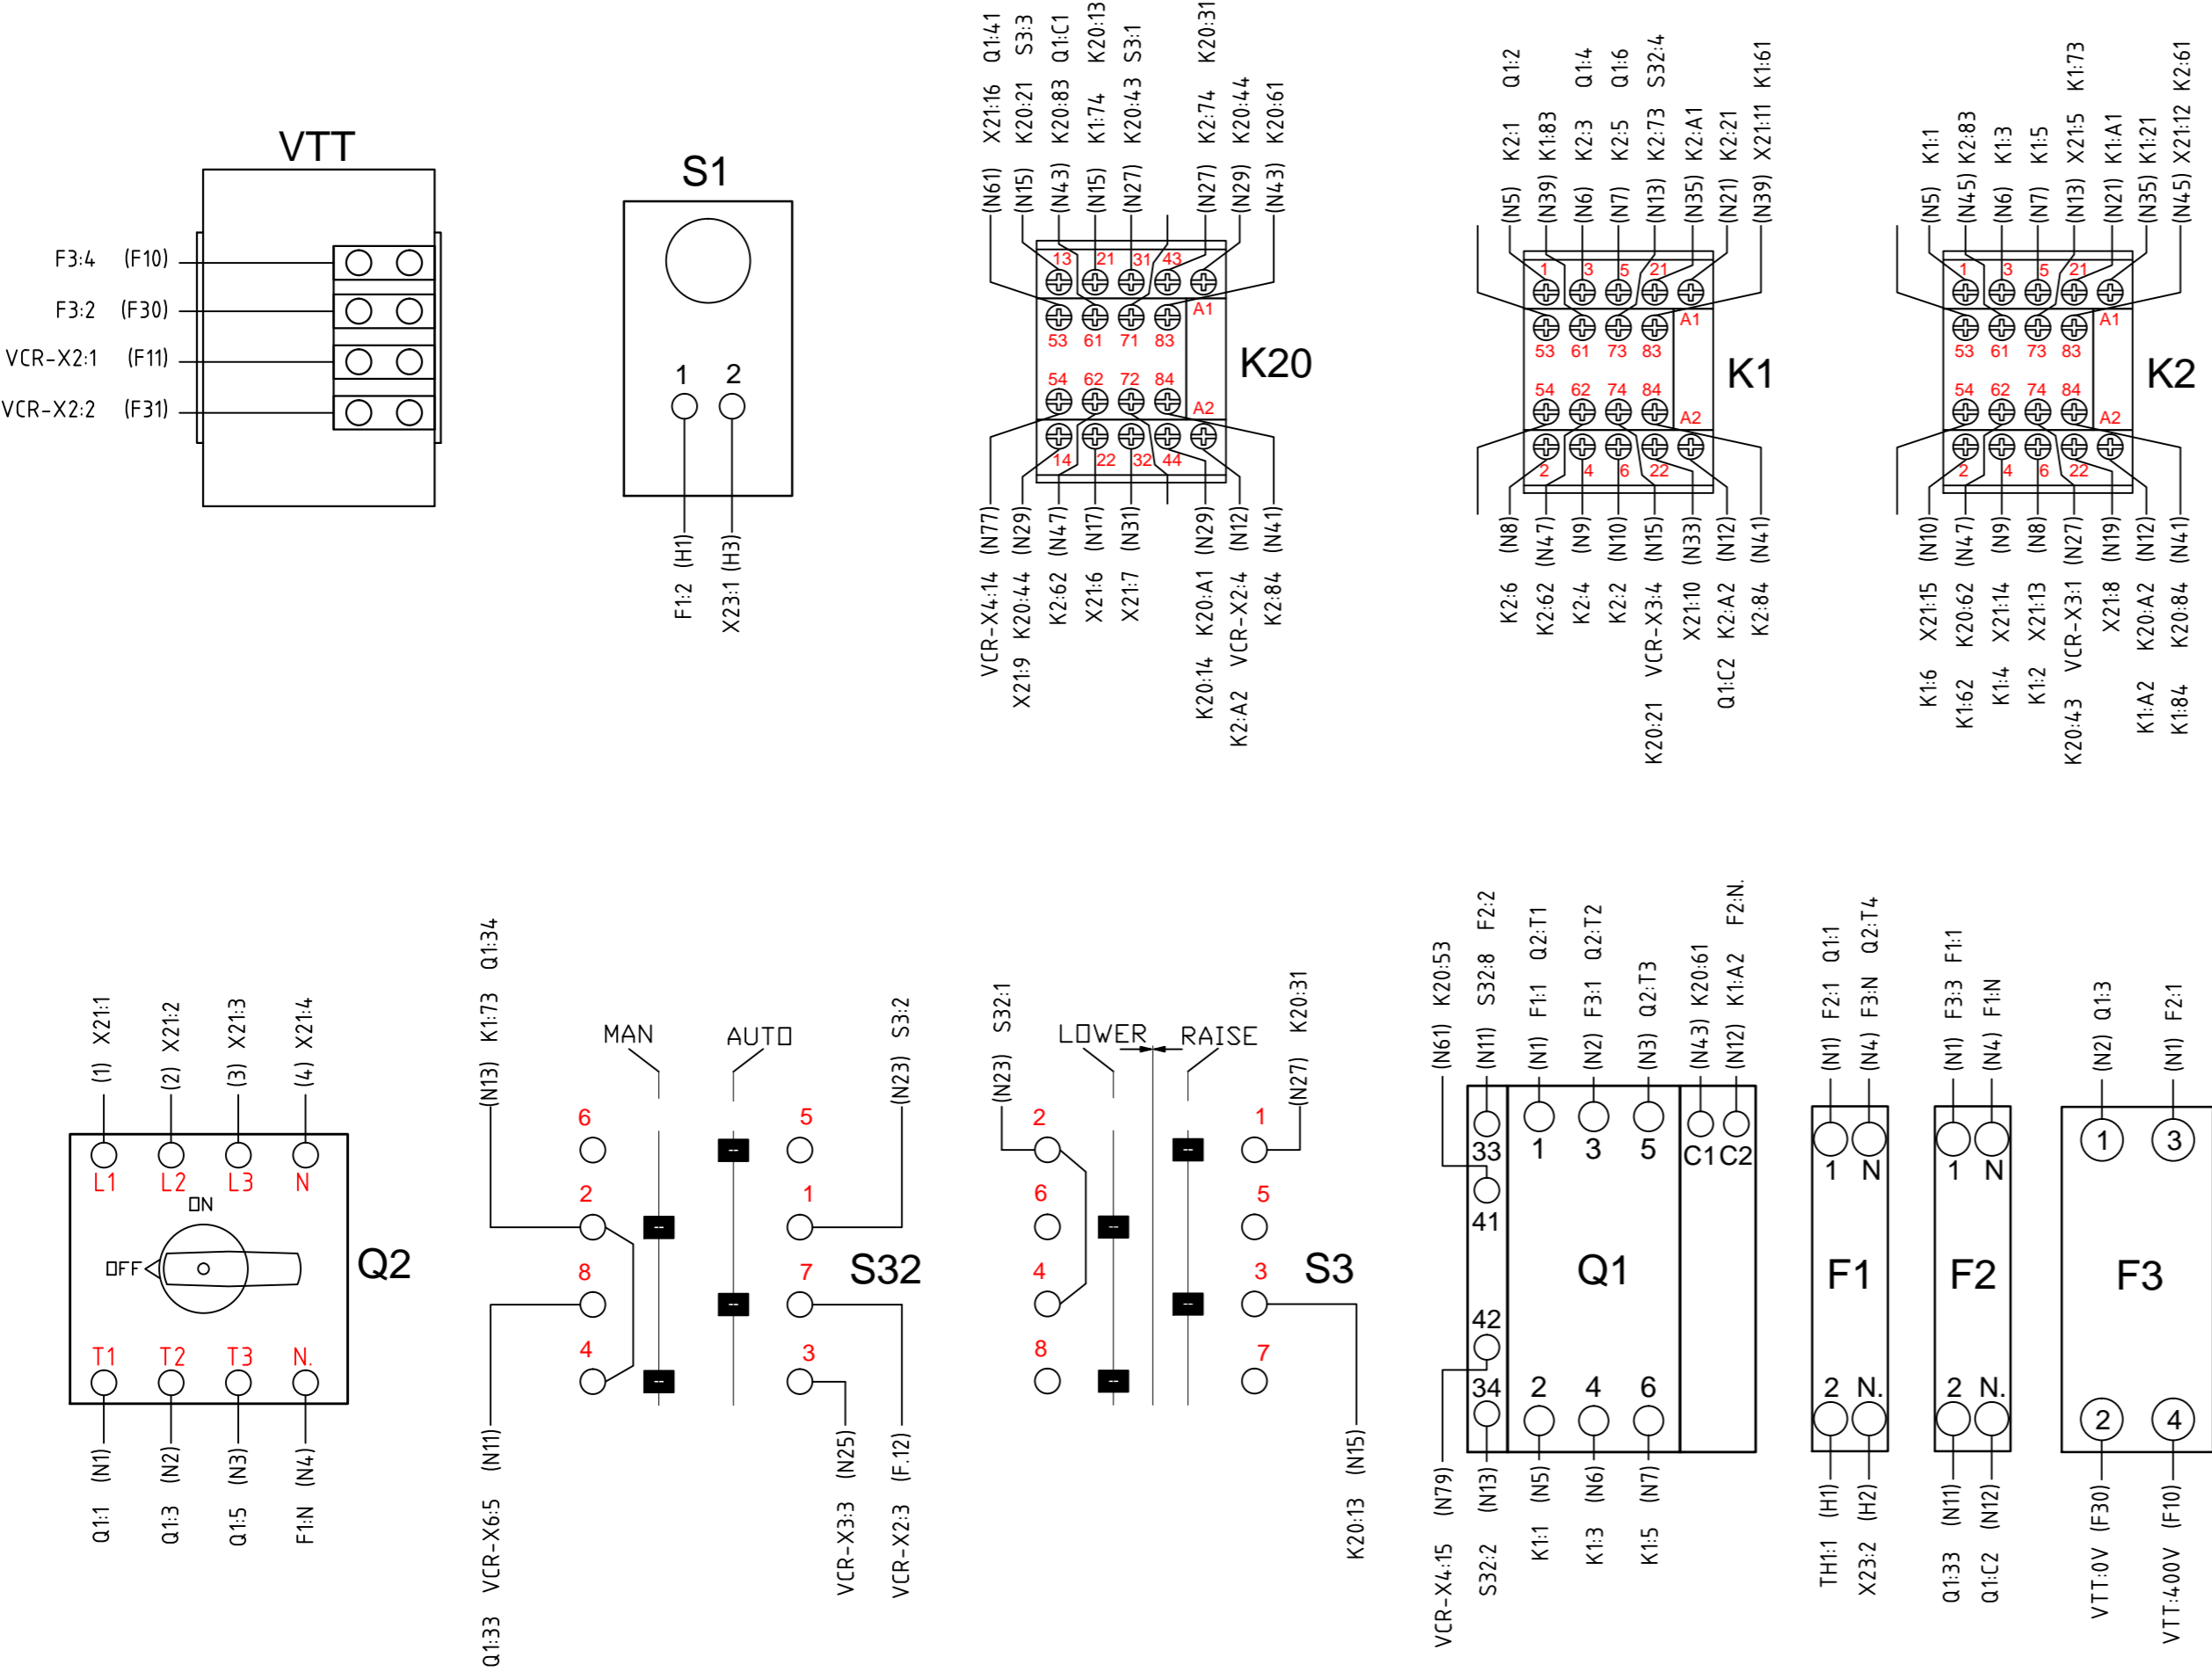 VTT
F3:4 (F10)
F3:2 (F30)
VCR-X2:1 (F11)
VCR-X2:2 (F31)
S1
1 2
F1:2 (H1)
X23:1 (H3)
(N61) X21:16 Q1:41
(N15) K20:21 S3:3
(N43) K20:83 Q1:C1
(N15) K1:74 K20:13
(N27) K20:43 S3:1
(N27) K2:74 K20:31
(N29) K20:44
(N43) K20:61
13 21 31 43
A1
53 61 71 83
K20
54 62 72 84
A2
14 22 32 44
VCR-X4:14 (N77)
X21:9 K20:44 (N29)
K2:62 (N47)
X21:6 (N17)
X21:7 (N31)
K20:14 K20:A1 (N29)
K2:A2 VCR-X2:4 (N12)
K2:84 (N41)
(N5) K2:1 Q1:2
(N39) K1:83
(N6) K2:3 Q1:4
(N7) K2:5 Q1:6
(N13) K2:73 S32:4
(N35) K2:A1
(N21) K2:21
(N39) X21:11 K1:61
1 3 5 21
A1
53 61 73 83
K1
54 62 74 84
A2
2 4 6 22
K2:6 (N8)
K2:62 (N47)
K2:4 (N9)
K2:2 (N10)
K20:21 VCR-X3:4 (N15)
X21:10 (N33)
Q1:C2 K2:A2 (N12)
K2:84 (N41)
(N5) K1:1
(N45) K2:83
(N6) K1:3
(N7) K1:5
(N13) X21:5 K1:73
(N21) K1:A1
(N35) K1:21
(N45) X21:12 K2:61
1 3 5 21
A1
53 61 73 83
K2
54 62 74 84
A2
2 4 6 22
K1:6 X21:15 (N10)
K1:62 K20:62 (N47)
K1:4 X21:14 (N9)
K1:2 X21:13 (N8)
K20:43 VCR-X3:1 (N27)
X21:8 (N19)
K1:A2 K20:A2 (N12)
K1:84 K20:84 (N41)
(1) X21:1
(2) X21:2
(3) X21:3
(4) X21:4
L1 L2 L3 N
ON
OFF
Q2
T1 T2 T3 N.
Q1:1 (N1)
Q1:3 (N2)
Q1:5 (N3)
F1:N (N4)
(N13) K1:73 Q1:34
MAN AUTO
(N23) S3:2
6 5
2 1
8 7
4 3
S32
Q1:33 VCR-X6:5 (N11)
VCR-X3:3 (N25)
VCR-X2:3 (F.12)
(N23) S32:1
LOWER RAISE
(N27) K20:31
2 1
6 5
4 3
8 7
S3
K20:13 (N15)
(N61) K20:53
(N11) S32:8 F2:2
(N1) F1:1 Q2:T1
(N2) F3:1 Q2:T2
(N3) Q2:T3
(N43) K20:61
(N12) K1:A2 F2:N.
33 1 3 5 C1 C2
41
Q1
42
34 2 4 6
VCR-X4:15 (N79)
S32:2 (N13)
K1:1 (N5)
K1:3 (N6)
K1:5 (N7)
(N1) F2:1 Q1:1
(N4) F3:N Q2:T4
1 N
F1
2 N.
TH1:1 (H1)
X23:2 (H2)
(N1) F3:3 F1:1
(N4) F1:N
1 N
F2
2 N.
Q1:33 (N11)
Q1:C2 (N12)
(N2) Q1:3
(N1) F2:1
1 3
F3
2 4
VTT:0V (F30)
VTT:400V (F10)